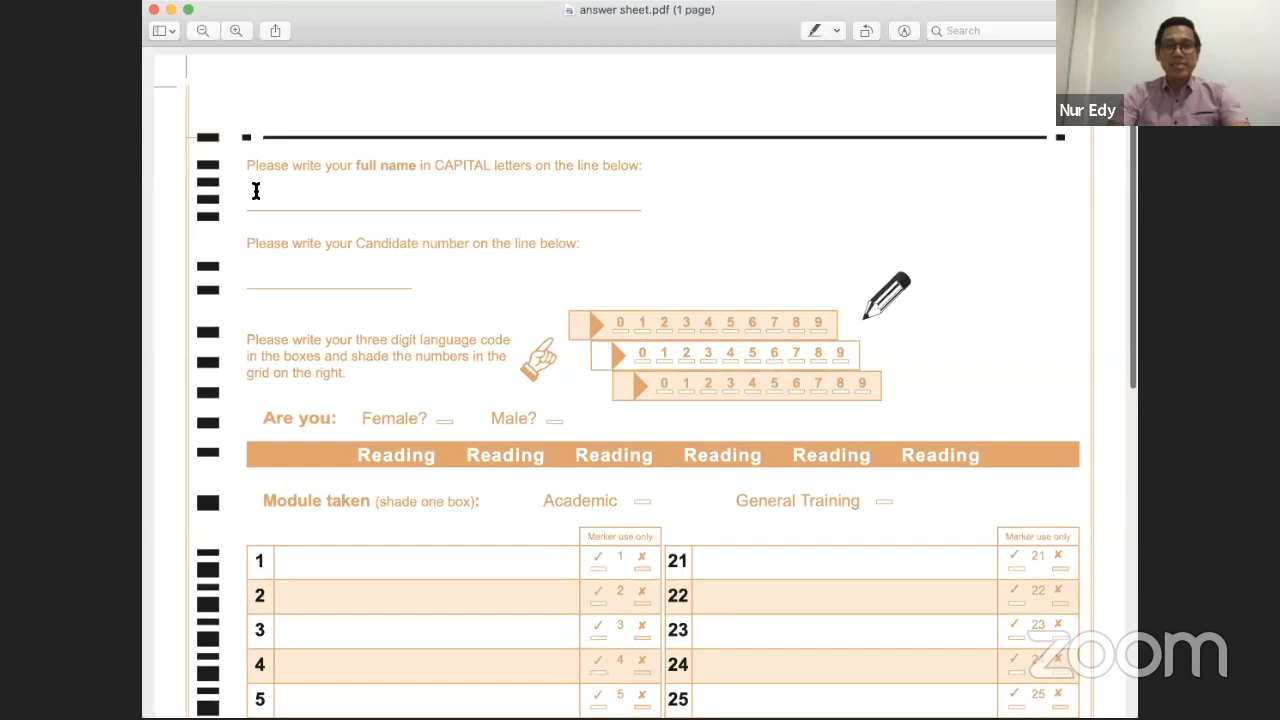 answer sheet.pdf (1 page)
Search
Nur Edy
Please write your full name in CAPITAL letters on the line below:
Please write your Candidate number on the line below:
Please write your three digit language code
in the boxes and shade the numbers in the
grid on the right.
0 1 2 3 4 5 6 7 8 9
0 1 2 3 4 5 6 7 8 9
0 1 2 3 4 5 6 7 8 9
Are you: Female? Male?
Reading Reading Reading Reading Reading Reading
Module taken (shade one box): Academic General Training
Marker use only Marker use only
1 ✓ 1 ✗ 21 ✓ 21 ✗
2 ✓ 2 ✗ 22 ✓ 22 ✗
3 ✓ 3 ✗ 23 ✓ 23 ✗
4 ✓ 4 ✗ 24 ✓ 24 ✗
5 ✓ 5 ✗ 25 ✓ 25 ✗
zoom